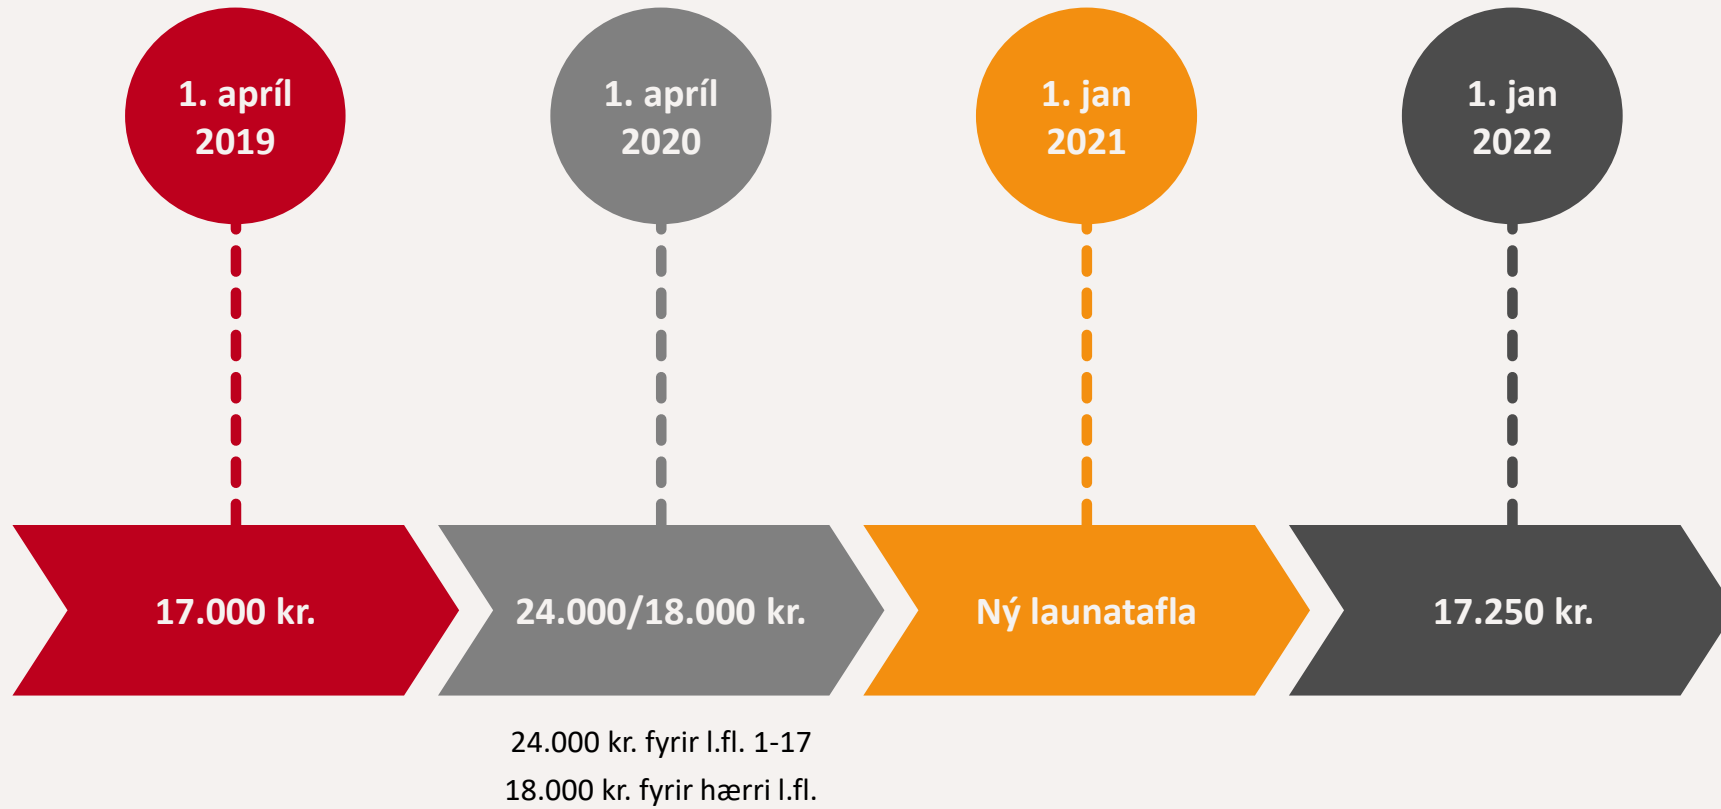 1. apríl
2019
1. apríl
2020
1. jan
2021
1. jan
2022
17.000 kr.
24.000/18.000 kr.
Ný launatafla
17.250 kr.
24.000 kr. fyrir l.fl. 1-17
18.000 kr. fyrir hærri l.fl.